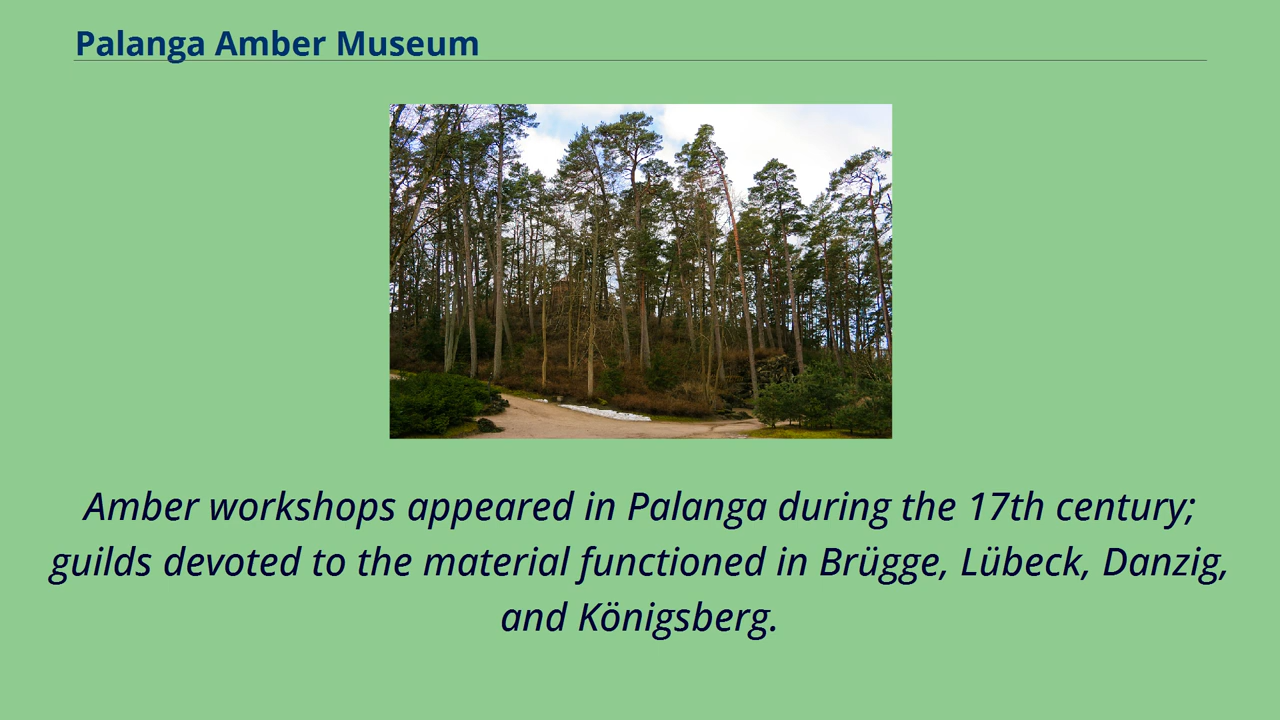 Palanga Amber Museum
Amber workshops appeared in Palanga during the 17th century;
guilds devoted to the material functioned in Brügge, Lübeck, Danzig,
and Königsberg.